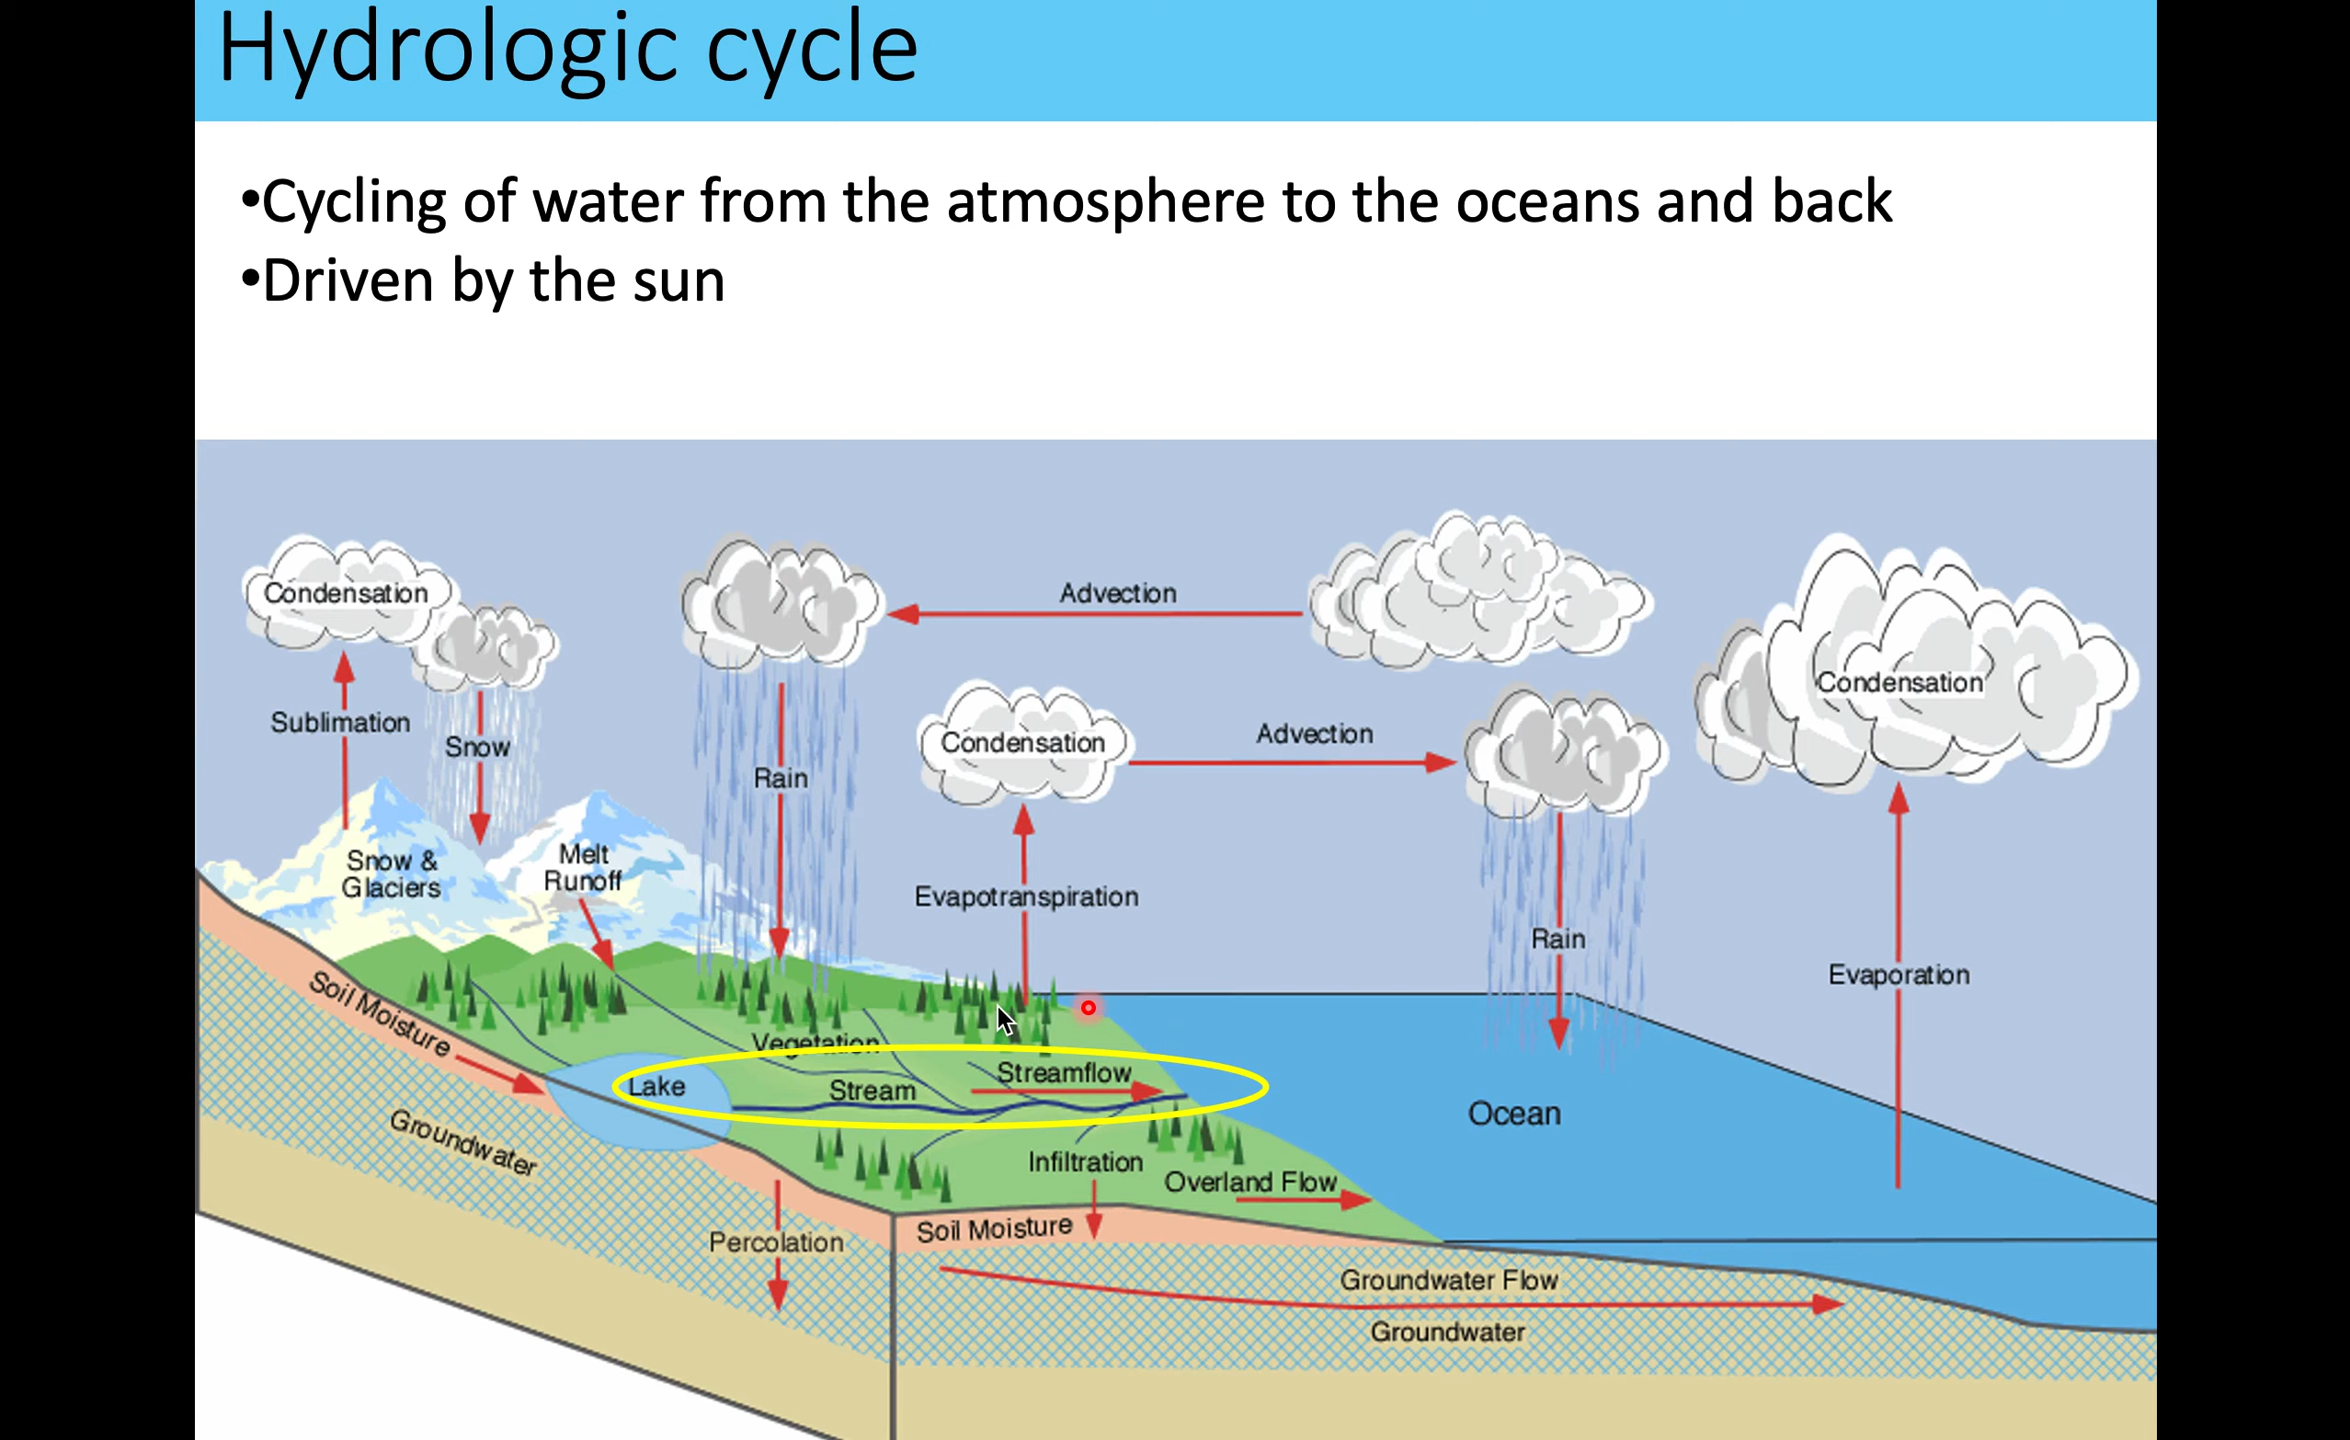 Hydrologic cycle
•Cycling of water from the atmosphere to the oceans and back
•Driven by the sun
Condensation
Advection
Condensation
Sublimation
Snow
Rain
Condensation
Advection
Snow &
Glaciers
Melt
Runoff
Evapotranspiration
Rain
Evaporation
Soil Moisture
Vegetation
Lake
Stream
Streamflow
Ocean
Groundwater
Infiltration
Overland Flow
Percolation
Soil Moisture
Groundwater Flow
Groundwater